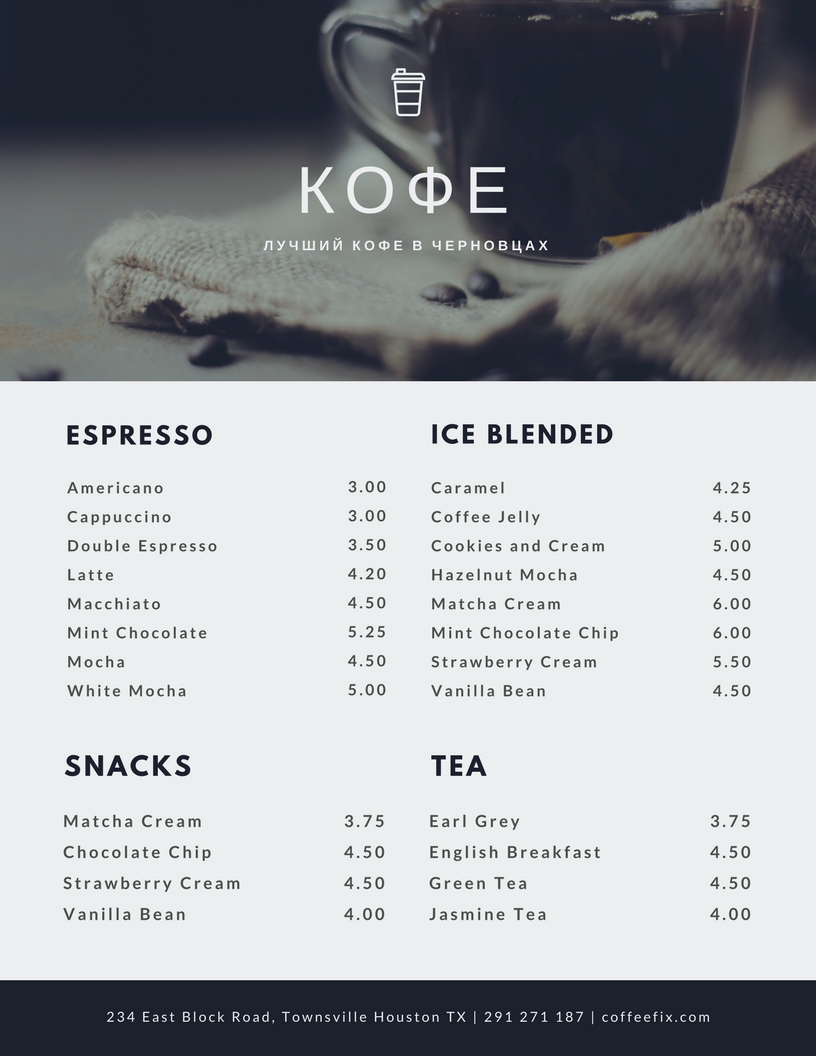 КОФЕ
ЛУЧШИЙ КОФЕ В ЧЕРНОВЦАХ
ESPRESSO
Americano 3.00
Cappuccino 3.00
Double Espresso 3.50
Latte 4.20
Macchiato 4.50
Mint Chocolate 5.25
Mocha 4.50
White Mocha 5.00
ICE BLENDED
Caramel 4.25
Coffee Jelly 4.50
Cookies and Cream 5.00
Hazelnut Mocha 4.50
Matcha Cream 6.00
Mint Chocolate Chip 6.00
Strawberry Cream 5.50
Vanilla Bean 4.50
SNACKS
Matcha Cream 3.75
Chocolate Chip 4.50
Strawberry Cream 4.50
Vanilla Bean 4.00
TEA
Earl Grey 3.75
English Breakfast 4.50
Green Tea 4.50
Jasmine Tea 4.00
234 East Block Road, Townsville Houston TX | 291 271 187 | coffeefix.com